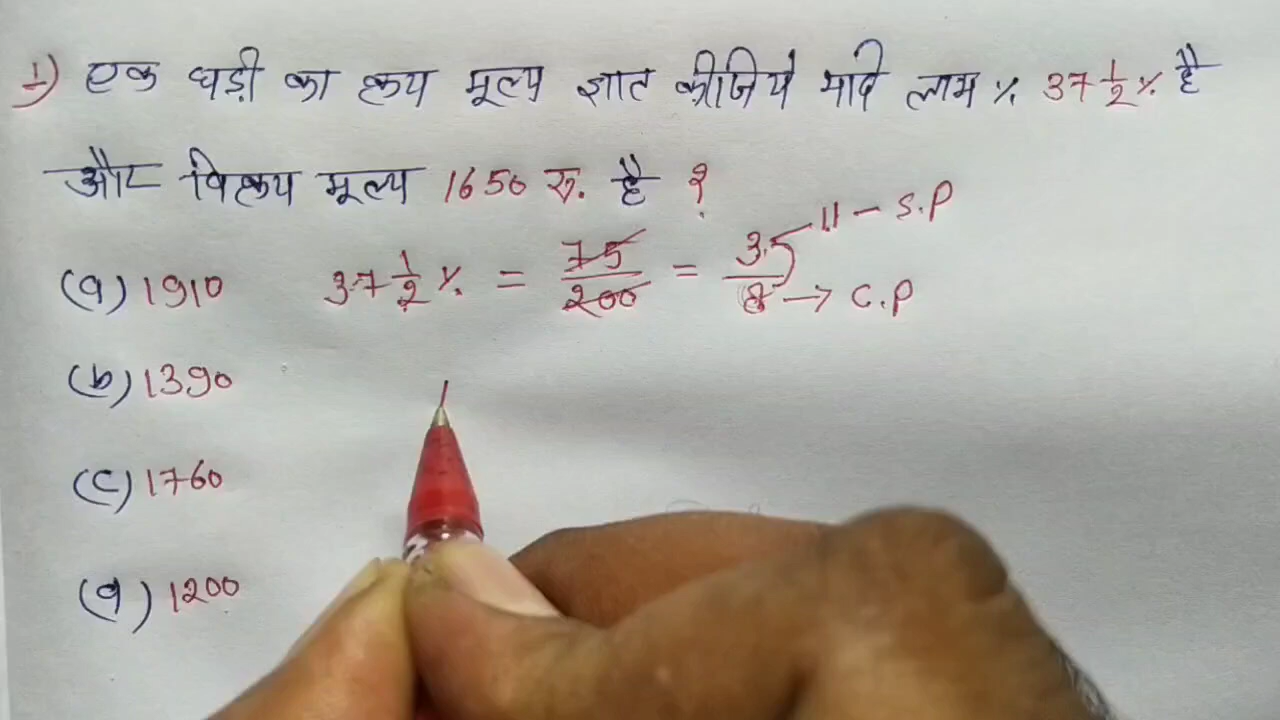 1) एक घड़ी का क्रय मूल्य ज्ञात कीजिये यदि लाभ % 37 1/2 % है
और विक्रय मूल्य 1650 रु. है ?
(a) 1910 37 1/2 % = 75/200 = 3/8 11 - S.P
→ C.P
(b) 1390
(c) 1760
(d) 1200